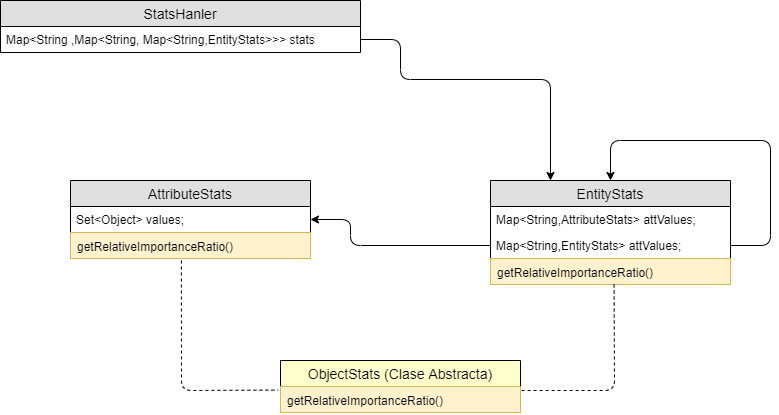 StatsHanler
Map<String ,Map<String, Map<String,EntityStats>>> stats
AttributeStats
Set<Object> values;
getRelativeImportanceRatio()
EntityStats
Map<String,AttributeStats> attValues;
Map<String,EntityStats> attValues;
getRelativeImportanceRatio()
ObjectStats (Clase Abstracta)
getRelativeImportanceRatio()